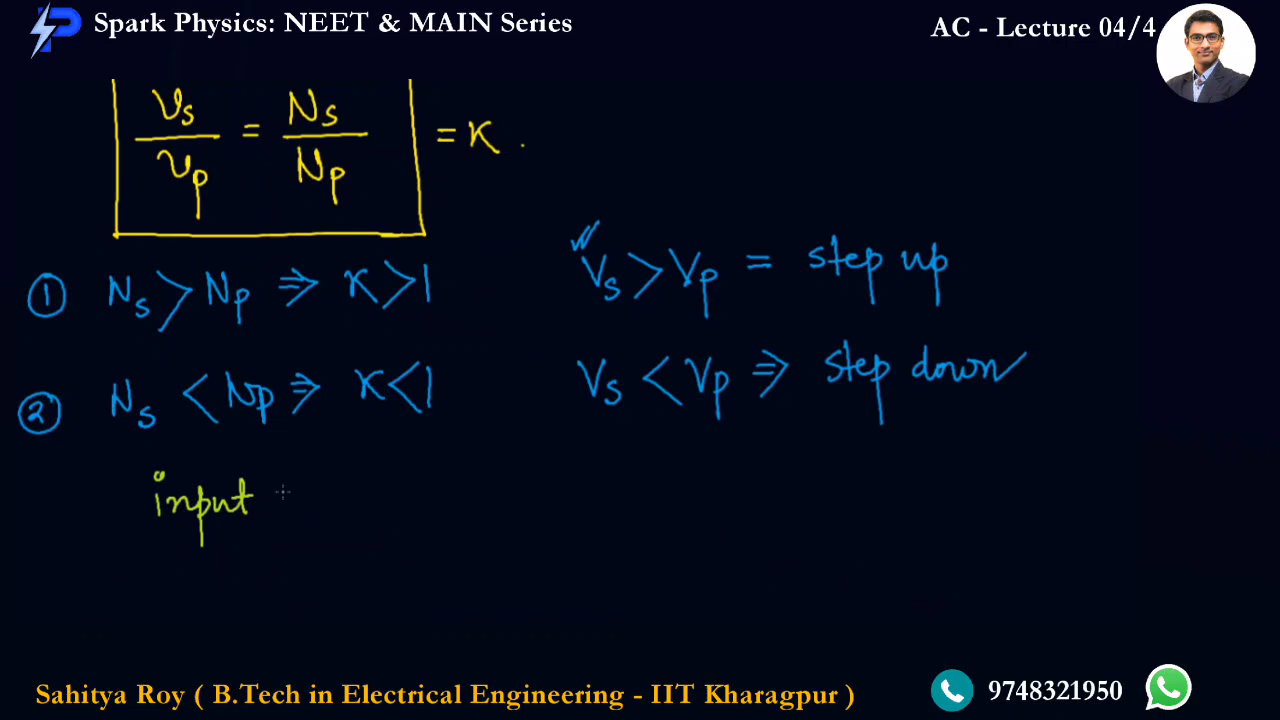 Spark Physics: NEET & MAIN Series
AC - Lecture 04/4
Vs/Vp = Ns/Np = K.
① Ns > Np ⇒ K > 1 Vs > Vp = step up
② Ns < Np ⇒ K < 1 Vs < Vp ⇒ step down
input
Sahitya Roy ( B.Tech in Electrical Engineering - IIT Kharagpur )
9748321950